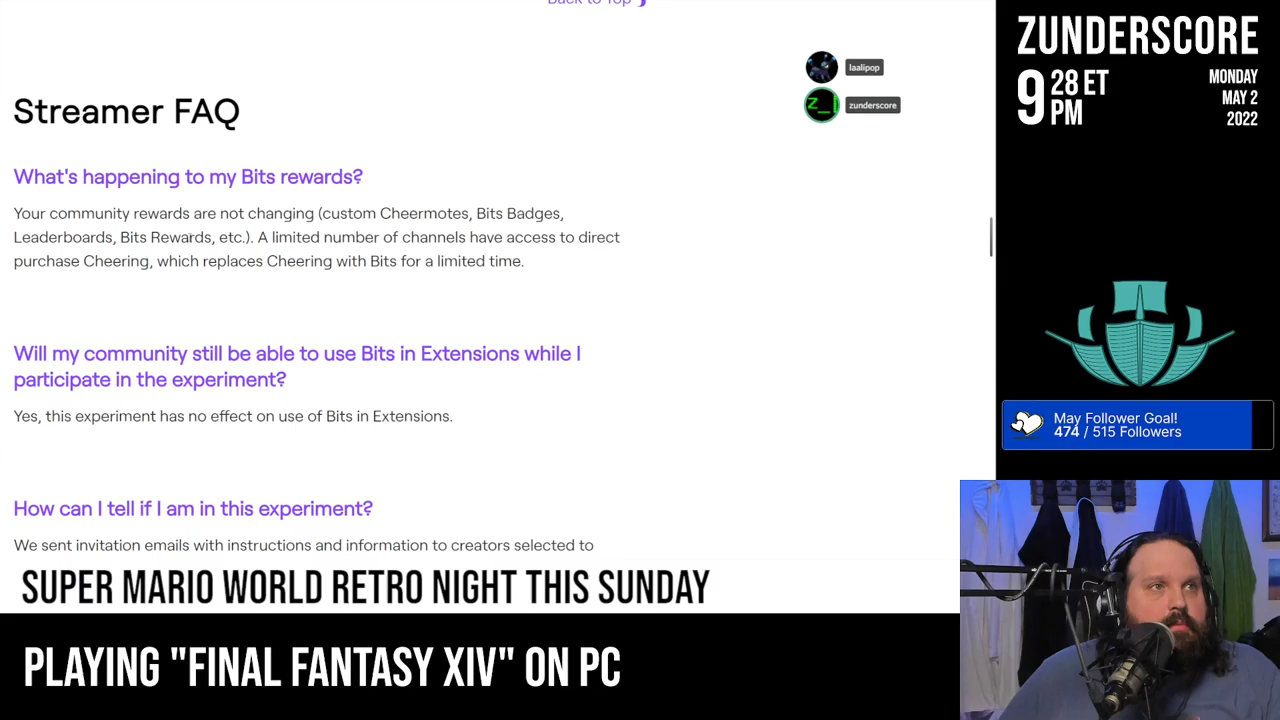 Back to Top
Streamer FAQ
What's happening to my Bits rewards?
Your community rewards are not changing (custom Cheermotes, Bits Badges,
Leaderboards, Bits Rewards, etc.). A limited number of channels have access to direct
purchase Cheering, which replaces Cheering with Bits for a limited time.
Will my community still be able to use Bits in Extensions while I
participate in the experiment?
Yes, this experiment has no effect on use of Bits in Extensions.
How can I tell if I am in this experiment?
We sent invitation emails with instructions and information to creators selected to
laalipop
Z_
zunderscore
SUPER MARIO WORLD RETRO NIGHT THIS SUNDAY
PLAYING "FINAL FANTASY XIV" ON PC
ZUNDERSCORE
9 28 ET
PM
MONDAY
MAY 2
2022
May Follower Goal!
474 / 515 Followers